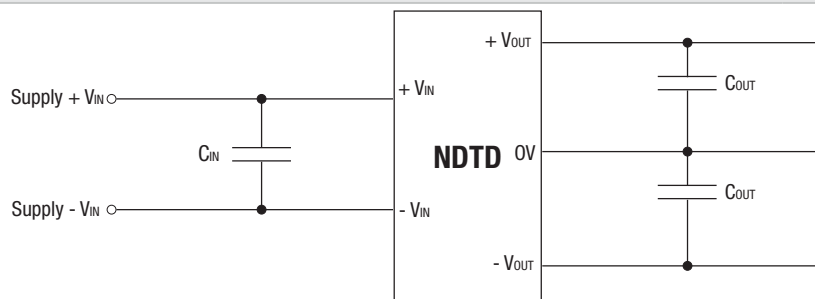 + VOUT
Supply + VIN
+ VIN
COUT
CIN
NDTD 0V
COUT
Supply - VIN
- VIN
- VOUT